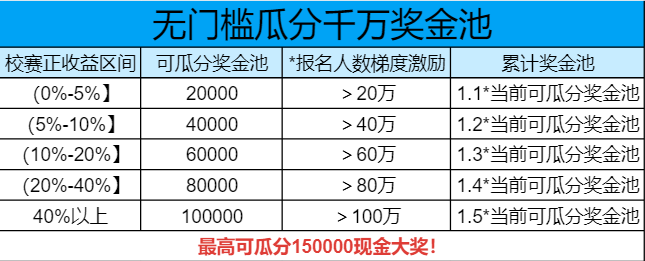 无门槛瓜分千万奖金池
校赛正收益区间 可瓜分奖金池 *报名人数梯度激励 累计奖金池
(0%-5%】 20000 >20万 1.1*当前可瓜分奖金池
(5%-10%】 40000 >40万 1.2*当前可瓜分奖金池
(10%-20%】 60000 >60万 1.3*当前可瓜分奖金池
(20%-40%】 80000 >80万 1.4*当前可瓜分奖金池
40%以上 100000 >100万 1.5*当前可瓜分奖金池
最高可瓜分150000现金大奖!